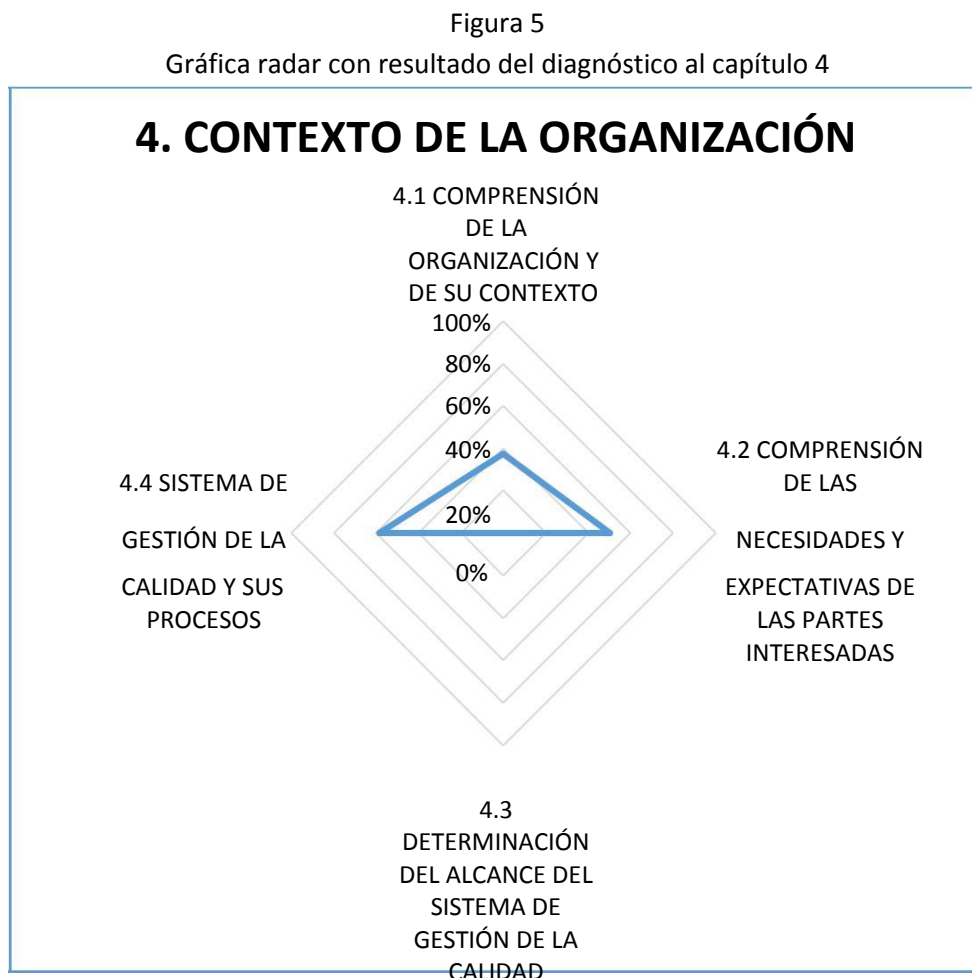 Figura 5
Gráfica radar con resultado del diagnóstico al capítulo 4
4. CONTEXTO DE LA ORGANIZACIÓN
4.1 COMPRENSIÓN
DE LA
ORGANIZACIÓN Y
DE SU CONTEXTO
100%
80%
60%
40%
20%
0%
4.2 COMPRENSIÓN
DE LAS
NECESIDADES Y
EXPECTATIVAS DE
LAS PARTES
INTERESADAS
4.3
DETERMINACIÓN
DEL ALCANCE DEL
SISTEMA DE
GESTIÓN DE LA
CALIDAD
4.4 SISTEMA DE
GESTIÓN DE LA
CALIDAD Y SUS
PROCESOS